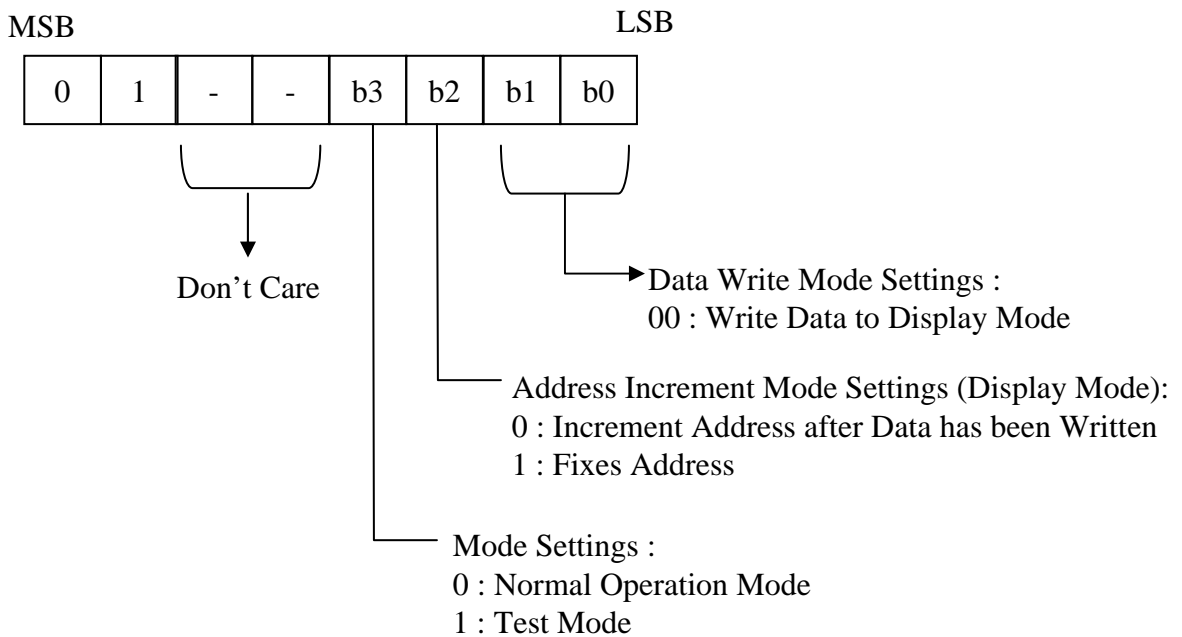 MSB LSB
0 1 - - b3 b2 b1 b0
Don’t Care
Data Write Mode Settings :
00 : Write Data to Display Mode
Address Increment Mode Settings (Display Mode):
0 : Increment Address after Data has been Written
1 : Fixes Address
Mode Settings :
0 : Normal Operation Mode
1 : Test Mode